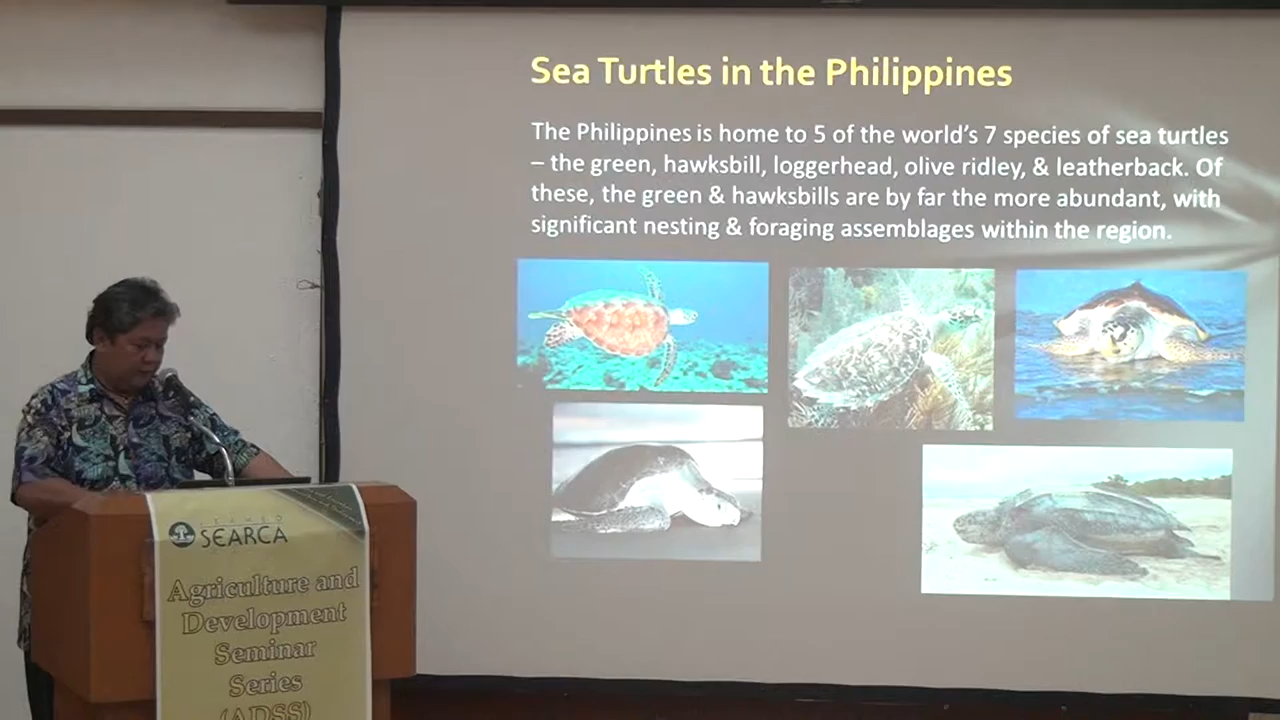 Sea Turtles in the Philippines
The Philippines is home to 5 of the world's 7 species of sea turtles
– the green, hawksbill, loggerhead, olive ridley, & leatherback. Of
these, the green & hawksbills are by far the more abundant, with
significant nesting & foraging assemblages within the region.
SEARCA
Agriculture and
Development
Seminar
Series
(ADSS)